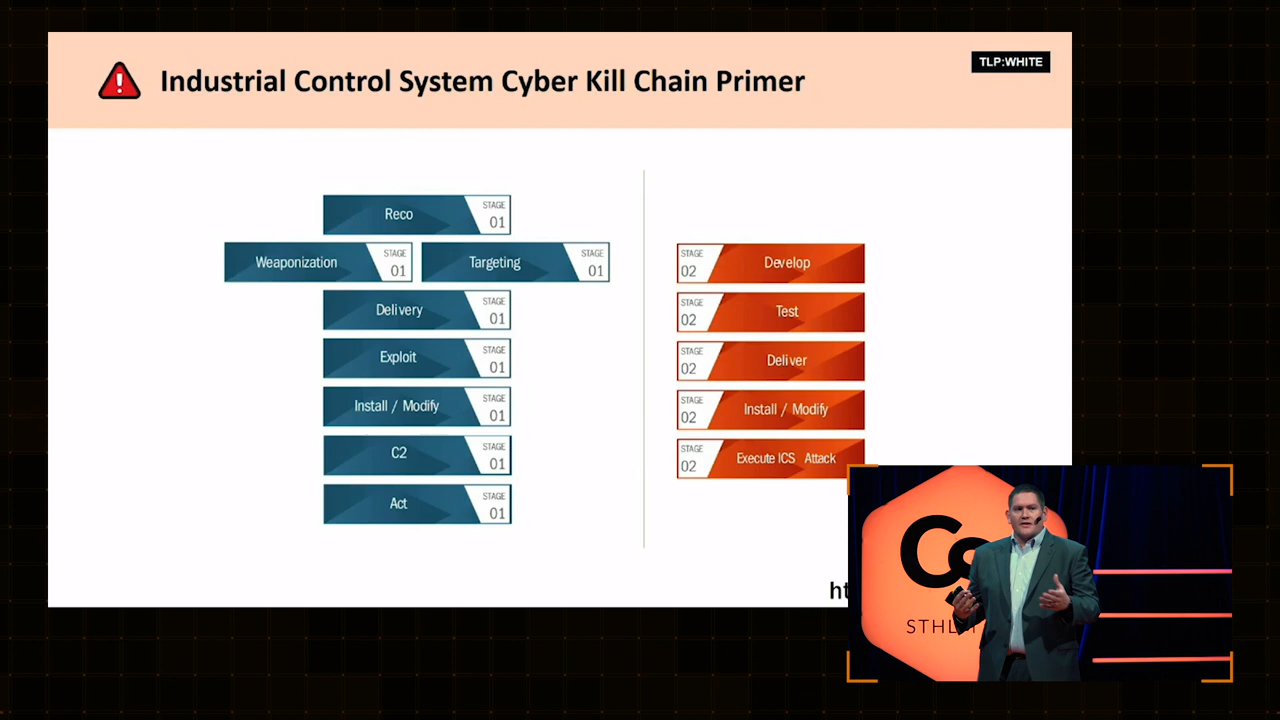 Industrial Control System Cyber Kill Chain Primer
TLP:WHITE
Reco
STAGE
01
Weaponization
STAGE
01
Targeting
STAGE
01
Delivery
STAGE
01
Exploit
STAGE
01
Install / Modify
STAGE
01
C2
STAGE
01
Act
STAGE
01
STAGE
02
Develop
STAGE
02
Test
STAGE
02
Deliver
STAGE
02
Install / Modify
STAGE
02
Execute ICS Attack